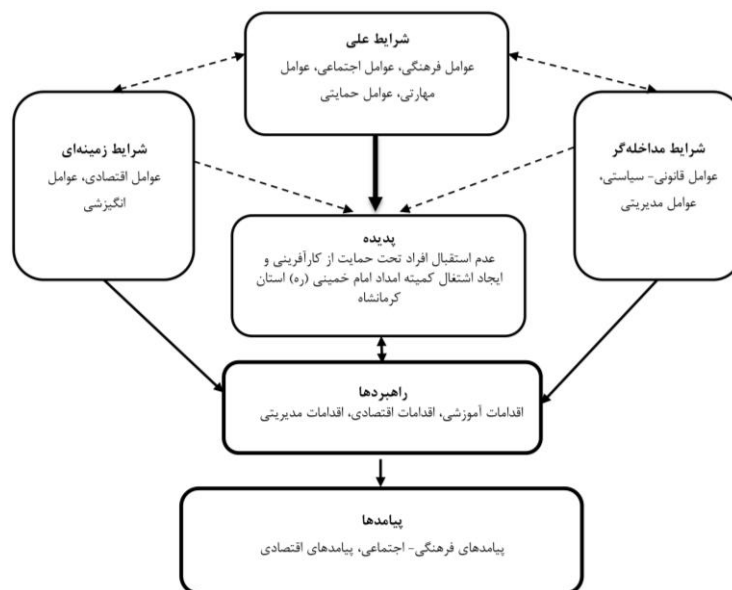 شرایط علی
عوامل فرهنگی، عوامل اجتماعی، عوامل
مهارتی، عوامل حمایتی
شرایط مداخله‌گر
عوامل قانونی- سیاستی،
عوامل مدیریتی
شرایط زمینه‌ای
عوامل اقتصادی، عوامل
انگیزشی
پدیده
عدم استقبال افراد تحت حمایت از کارآفرینی و
ایجاد اشتغال کمیته امداد امام خمینی (ره) استان
کرمانشاه
راهبردها
اقدامات آموزشی، اقدامات اقتصادی، اقدامات مدیریتی
پیامدها
پیامدهای فرهنگی- اجتماعی، پیامدهای اقتصادی